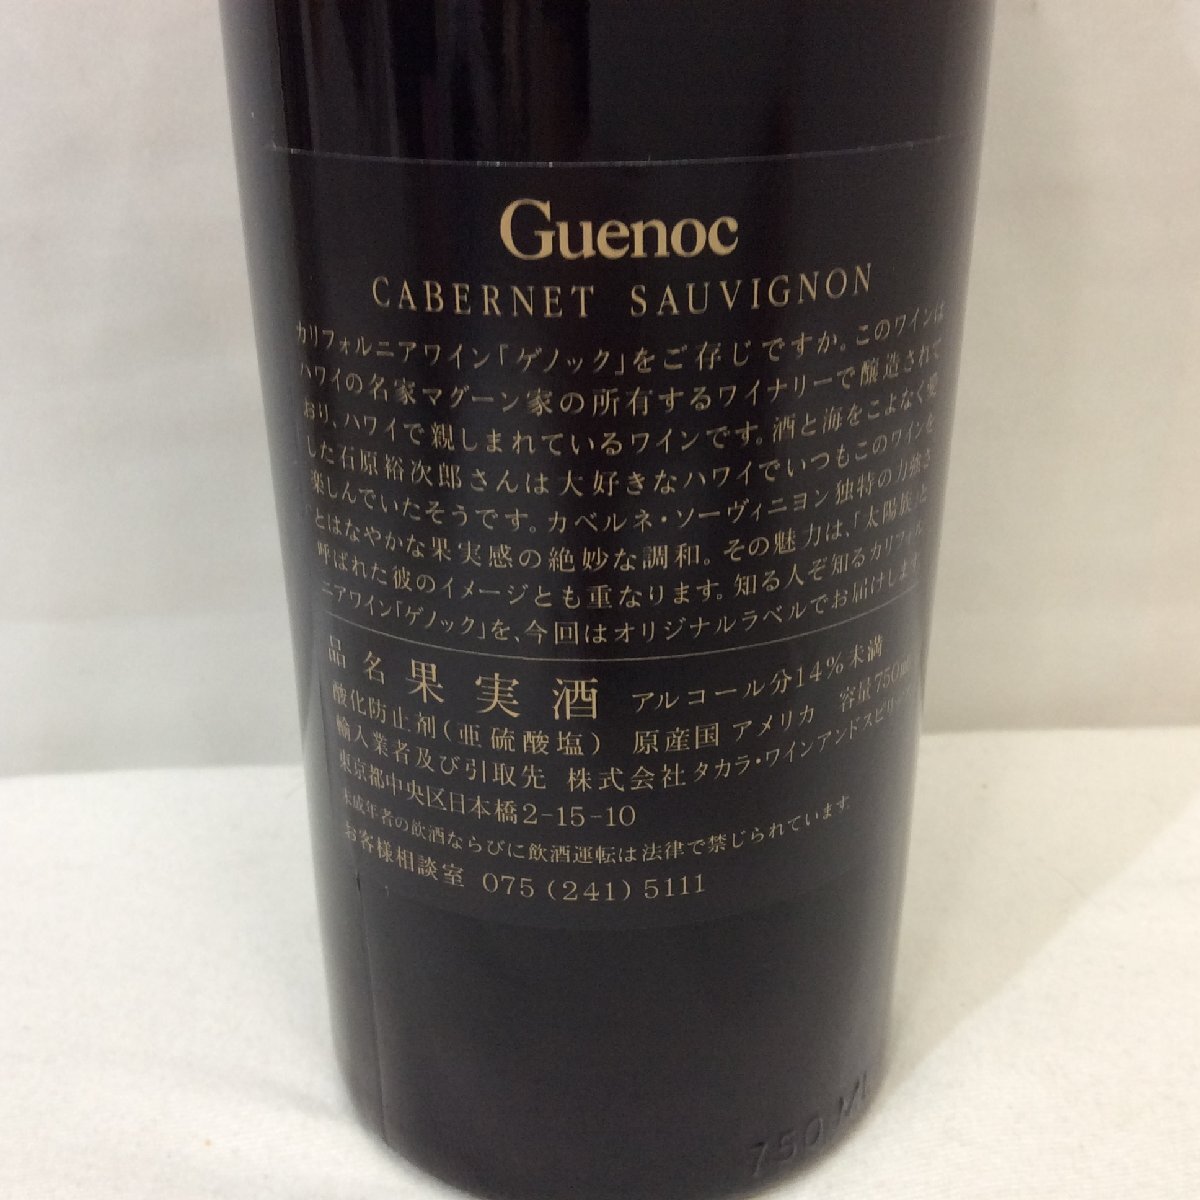 Guenoc
CABERNET SAUVIGNON
カリフォルニアワイン「ゲノック」をご存じですか。このワインは
ハワイの名家マグーン家の所有するワイナリーで醸造されて
おり、ハワイで親しまれているワインです。酒と海をこよなく愛
した石原裕次郎さんは大好きなハワイでいつもこのワインを
楽しんでいたそうです。カベルネ・ソーヴィニヨン独特の力強さ
とはなやかな果実感の絶妙な調和。その魅力は、「太陽族」と
呼ばれた彼のイメージとも重なります。知る人ぞ知るカリフォル
ニアワイン「ゲノック」を、今回はオリジナルラベルでお届けします。
品名 果実酒 アルコール分14%未満
酸化防止剤(亜硫酸塩) 原産国 アメリカ 容量750ml
輸入業者及び引取先 株式会社タカラ・ワインアンドスピリッツ
東京都中央区日本橋2-15-10
未成年者の飲酒ならびに飲酒運転は法律で禁じられています
お客様相談室 075(241)5111
750Ml